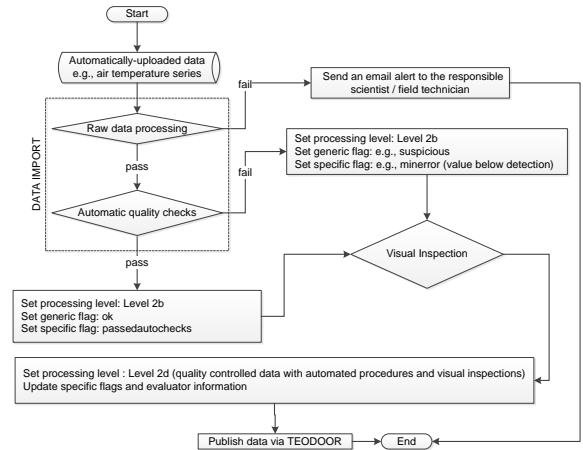 Start
Automatically-uploaded data
e.g., air temperature series
fail
Send an email alert to the responsible
scientist / field technician
DATA IMPORT
Raw data processing
pass
fail
Set processing level: Level 2b
Set generic flag: e.g., suspicious
Set specific flag: e.g., minerror (value below detection)
Automatic quality checks
Visual Inspection
pass
Set processing level: Level 2b
Set generic flag: ok
Set specific flag: passedautochecks
Set processing level : Level 2d (quality controlled data with automated procedures and visual inspections)
Update specific flags and evaluator information
Publish data via TEODOOR
End